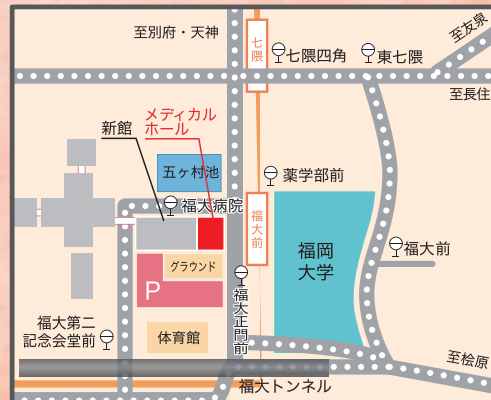 至別府・天神
七隈
七隈四角
東七隈
至友泉
至長住
新館
メディカル
ホール
五ヶ村池
薬学部前
福大病院
福大前
福岡
大学
福大前
グラウンド
P
福大正門前
福大第二
記念会堂前
体育館
至桧原
福大トンネル